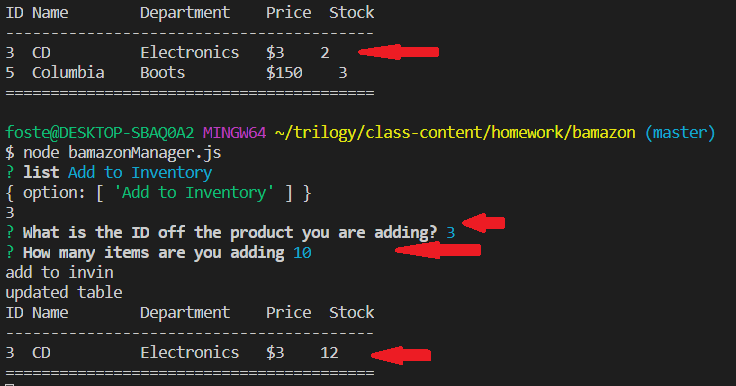 ID Name        Department    Price  Stock
-----------------------------------------
3  CD          Electronics   $3    2
5  Columbia    Boots         $150    3
=========================================
foste@DESKTOP-SBAQ0A2 MINGW64 ~/trilogy/class-content/homework/bamazon (master)
$ node bamazonManager.js
? list Add to Inventory
{ option: [ 'Add to Inventory' ] }
3
? What is the ID off the product you are adding? 3
? How many items are you adding 10
add to invin
updated table
ID Name        Department    Price  Stock
-----------------------------------------
3  CD          Electronics   $3    12
=========================================